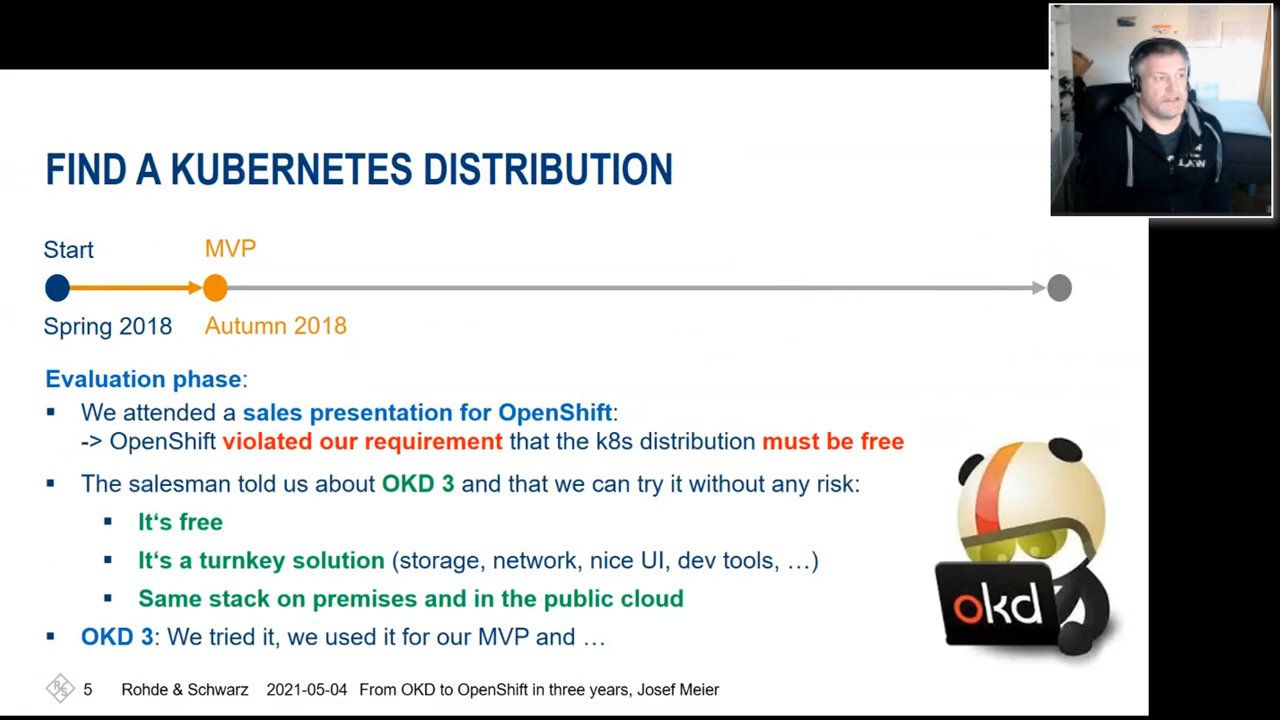 FIND A KUBERNETES DISTRIBUTION
Start
MVP
Spring 2018
Autumn 2018
Evaluation phase:
▪ We attended a sales presentation for OpenShift:
-> OpenShift violated our requirement that the k8s distribution must be free
▪ The salesman told us about OKD 3 and that we can try it without any risk:
▪ It‘s free
▪ It‘s a turnkey solution (storage, network, nice UI, dev tools, …)
▪ Same stack on premises and in the public cloud
▪ OKD 3: We tried it, we used it for our MVP and …
okd
R&S
5 Rohde & Schwarz 2021-05-04 From OKD to OpenShift in three years, Josef Meier